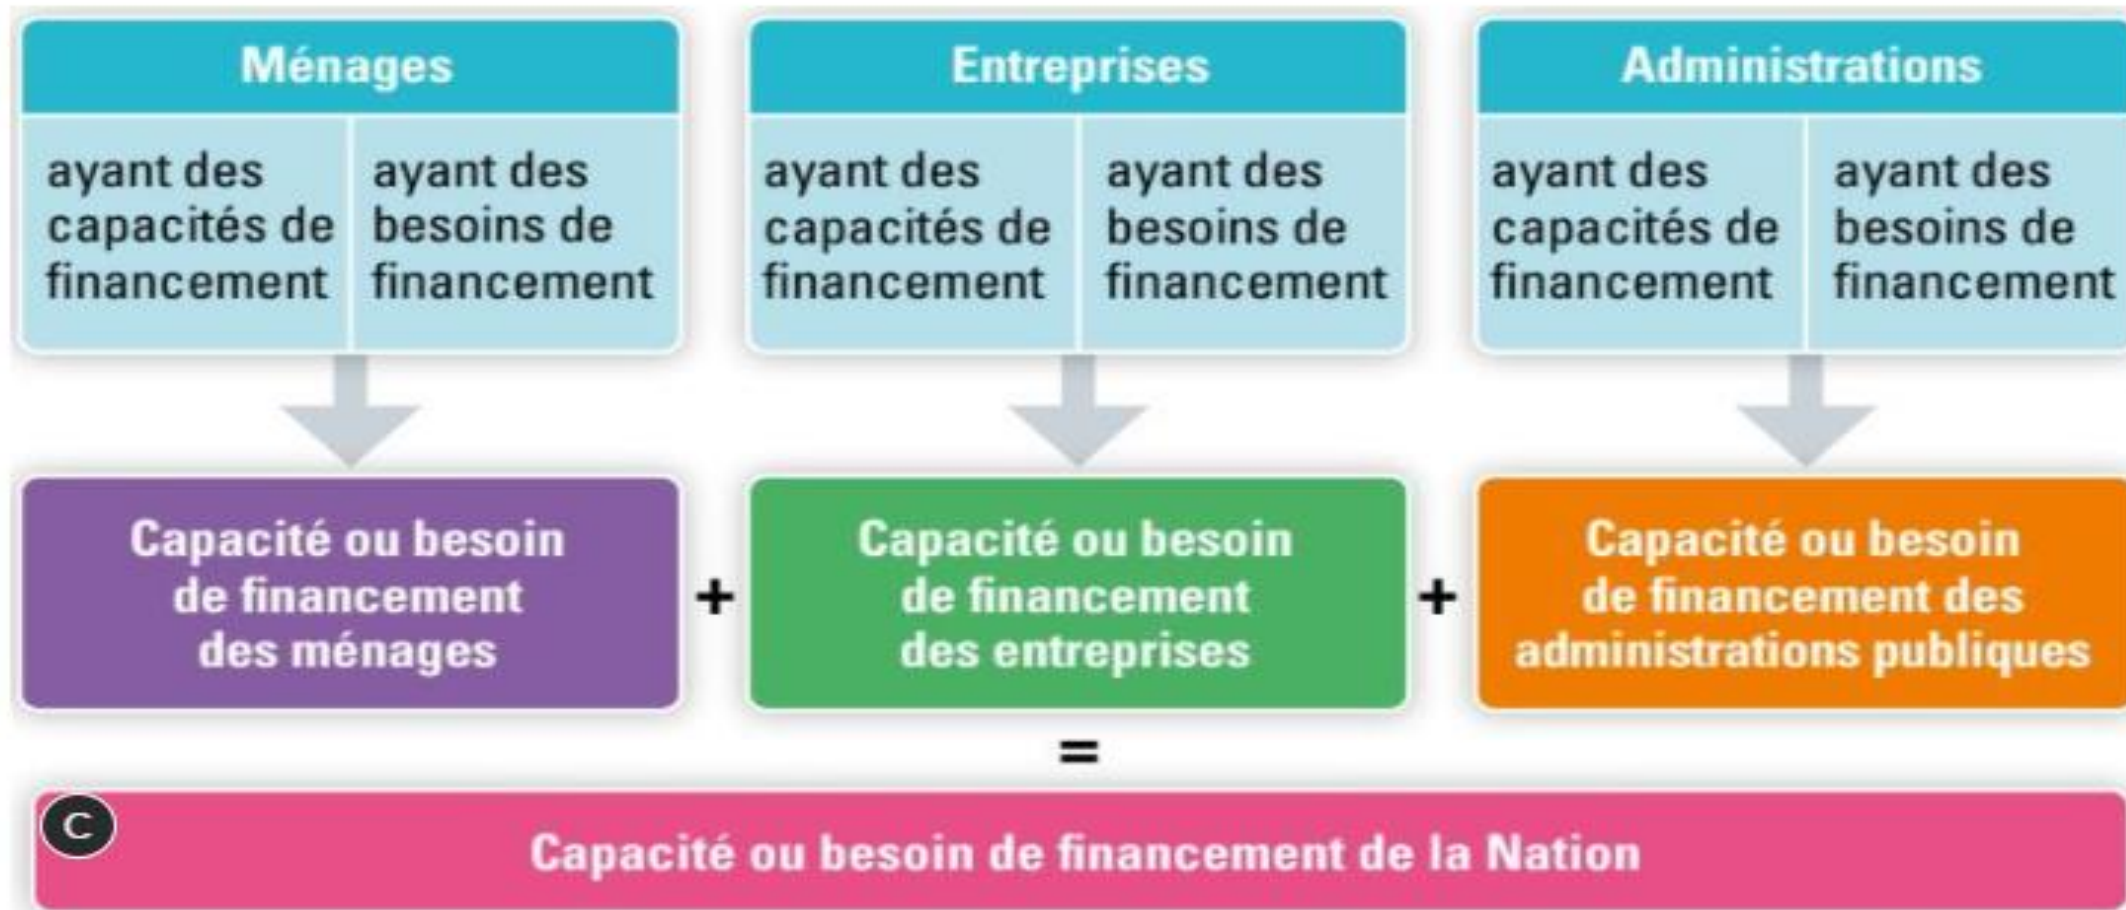 Ménages
ayant des
capacités de
financement
ayant des
besoins de
financement
Entreprises
ayant des
capacités de
financement
ayant des
besoins de
financement
Administrations
ayant des
capacités de
financement
ayant des
besoins de
financement
Capacité ou besoin
de financement
des ménages
+
Capacité ou besoin
de financement
des entreprises
+
Capacité ou besoin
de financement des
administrations publiques
=
C
Capacité ou besoin de financement de la Nation